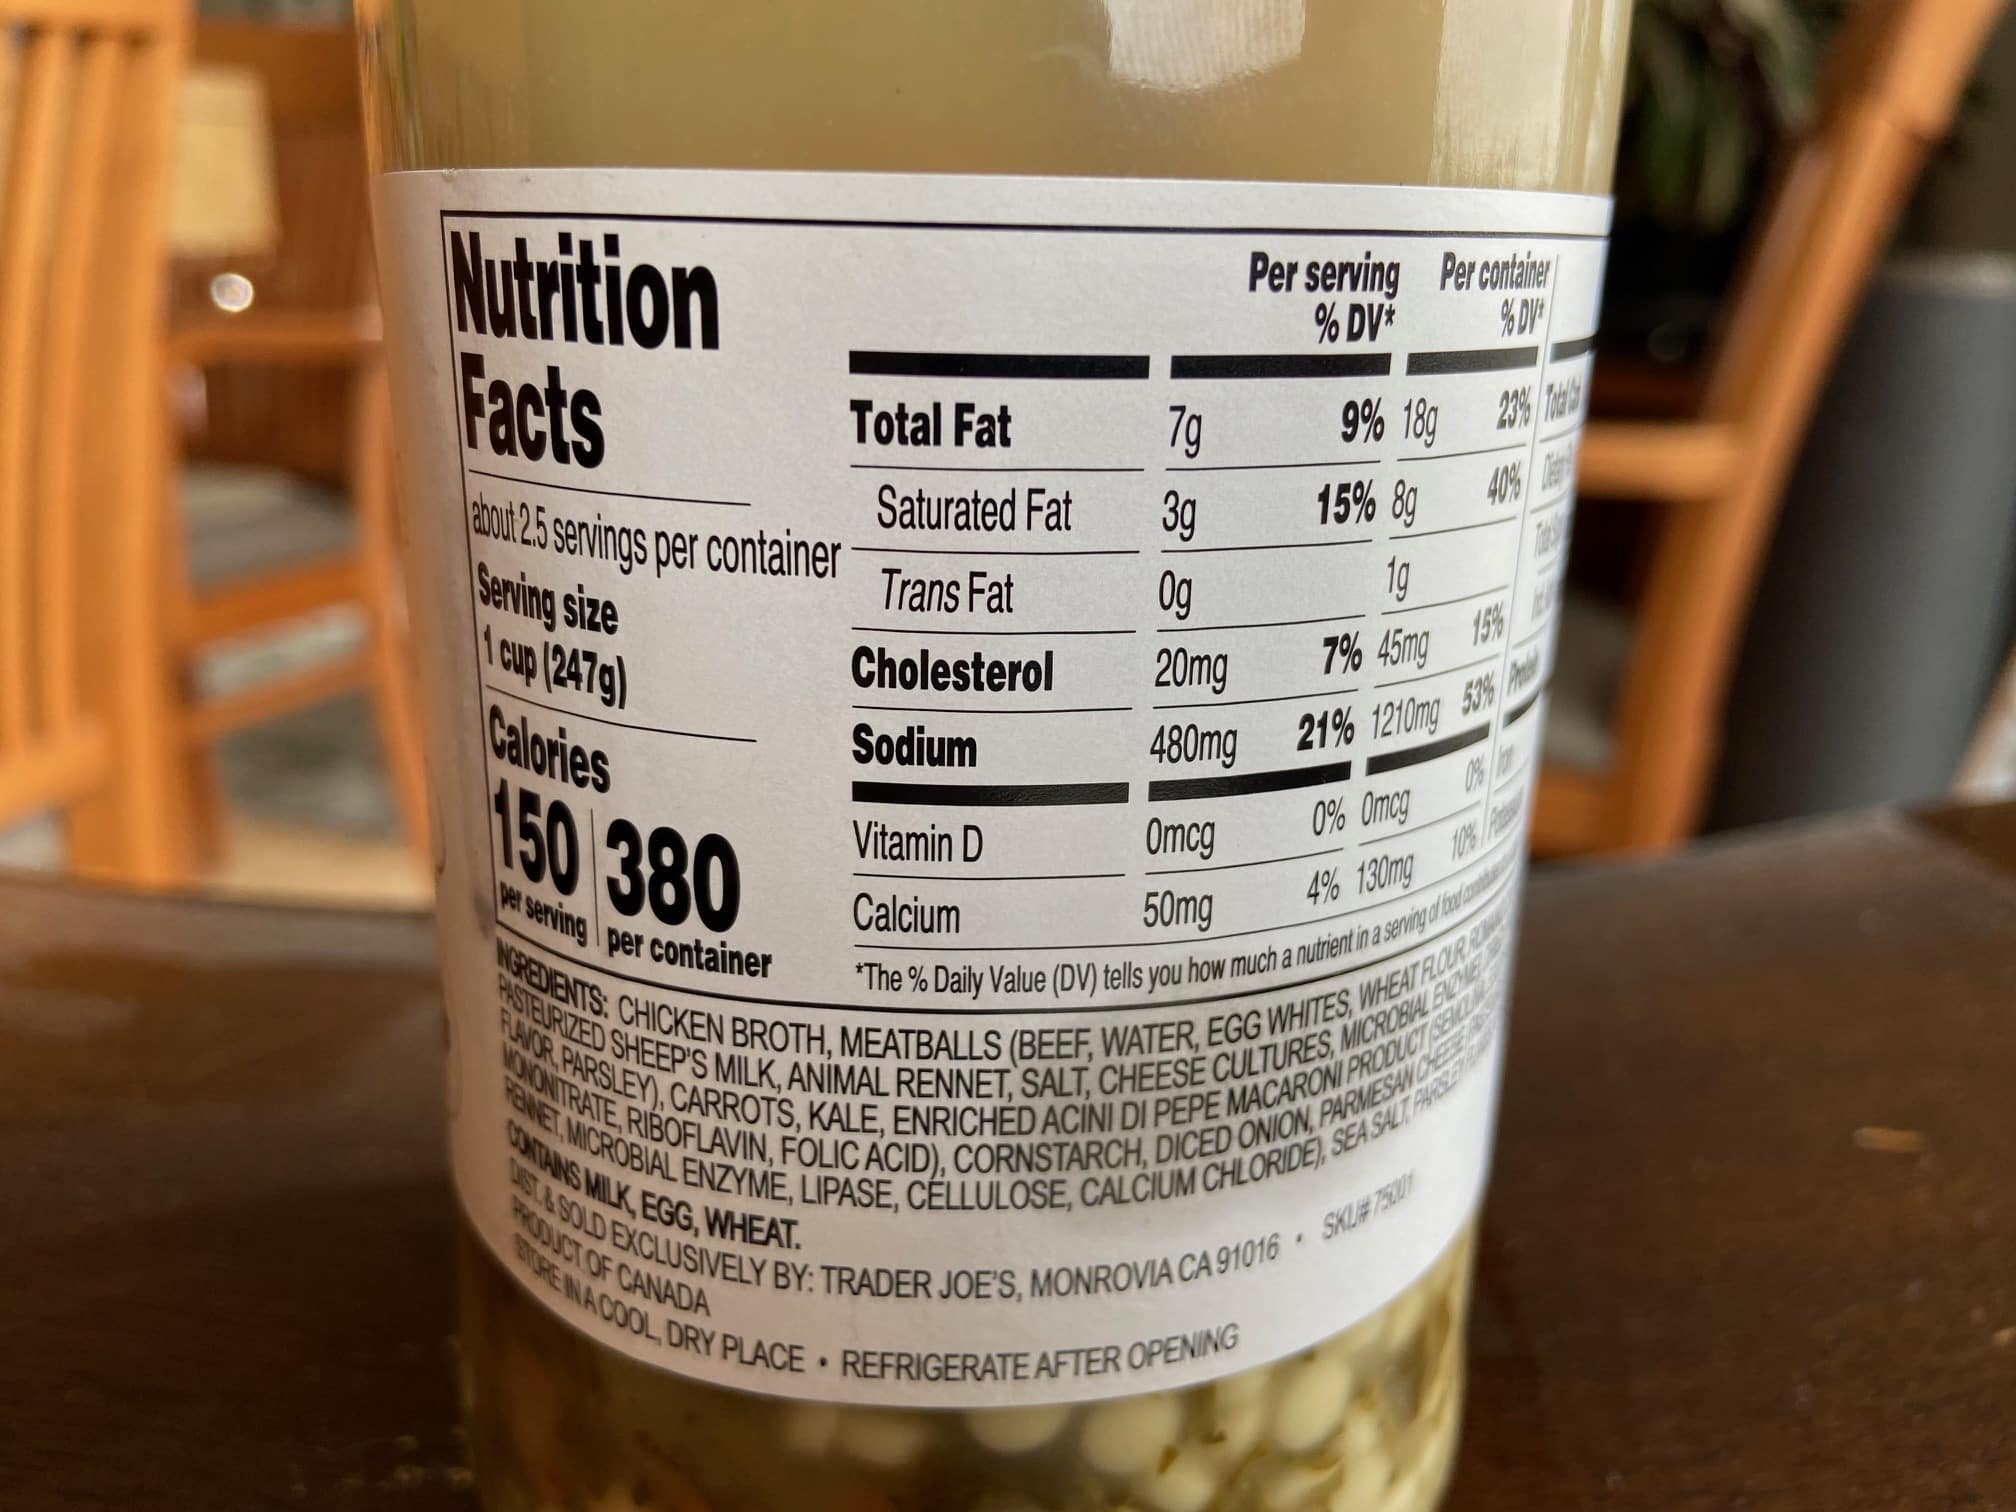 Nutrition
Facts
about 2.5 servings per container
Serving size
1 cup (247g)
Calories
150 380
per serving per container
Per serving Per container
% DV* % DV*
Total Fat 7g 9% 18g 23% Total
Saturated Fat 3g 15% 8g 40%
Trans Fat 0g 1g
Cholesterol 20mg 7% 45mg 15%
Sodium 480mg 21% 1210mg 53% Protein
Vitamin D 0mcg 0% 0mcg 0% Iron
Calcium 50mg 4% 130mg 10%
*The % Daily Value (DV) tells you how much a nutrient in a serving of food
INGREDIENTS: CHICKEN BROTH, MEATBALLS (BEEF, WATER, EGG WHITES, WHEAT FLOUR,
PASTEURIZED SHEEP'S MILK, ANIMAL RENNET, SALT, CHEESE CULTURES, MICROBIAL ENZYME),
FLAVOR, PARSLEY), CARROTS, KALE, ENRICHED ACINI DI PEPE MACARONI PRODUCT (SEMOLINA,
MONONITRATE, RIBOFLAVIN, FOLIC ACID), CORNSTARCH, DICED ONION, PARMESAN CHEESE
RENNET, MICROBIAL ENZYME, LIPASE, CELLULOSE, CALCIUM CHLORIDE), SEA SALT, PARSLEY
CONTAINS MILK, EGG, WHEAT.
DIST. & SOLD EXCLUSIVELY BY: TRADER JOE'S, MONROVIA CA 91016 • SKU# 75001
PRODUCT OF CANADA
STORE IN A COOL, DRY PLACE • REFRIGERATE AFTER OPENING